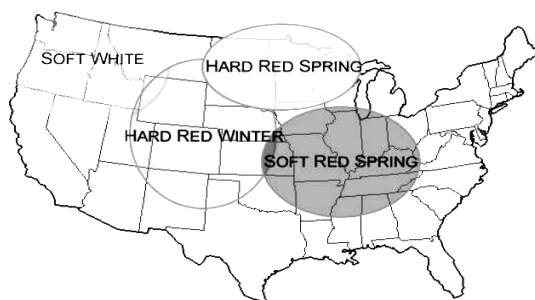 SOFT WHITE
HARD RED SPRING
HARD RED WINTER
SOFT RED SPRING